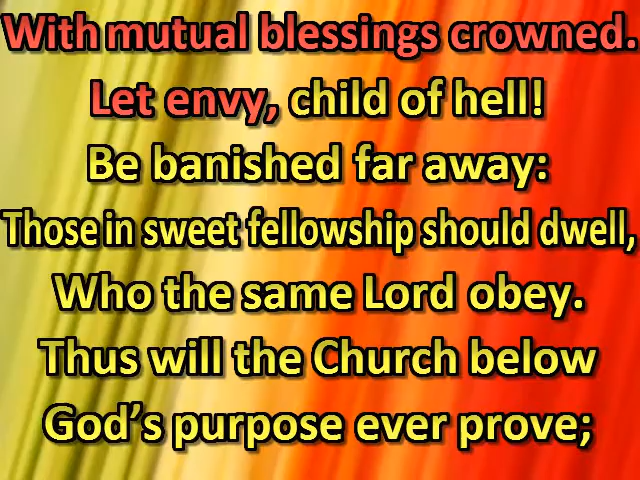 With mutual blessings crowned.
Let envy, child of hell!
Be banished far away:
Those in sweet fellowship should dwell,
Who the same Lord obey.
Thus will the Church below
God's purpose ever prove;